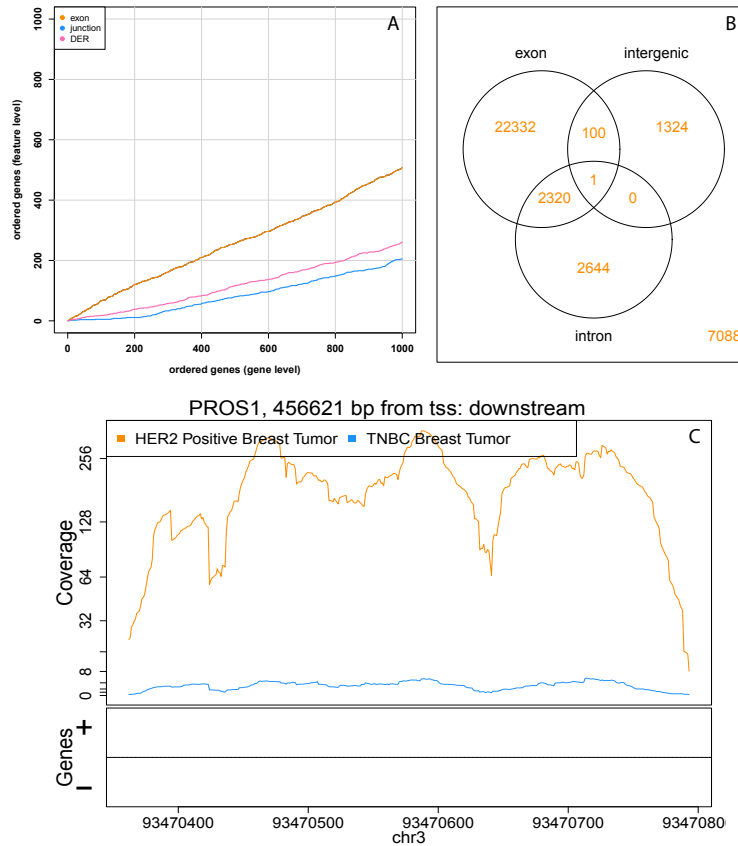 A
exon
junction
DER
1000
800
600
400
200
0
ordered genes (feature level)
0 200 400 600 800 1000
ordered genes (gene level)
B
exon intergenic
22332 100 1324
1
2320 0
2644
intron
7088
PROS1, 456621 bp from tss: downstream
HER2 Positive Breast Tumor TNBC Breast Tumor C
256
128
64
32
8
0
Coverage
Genes
+
−
93470400 93470500 93470600 93470700 9347080
chr3